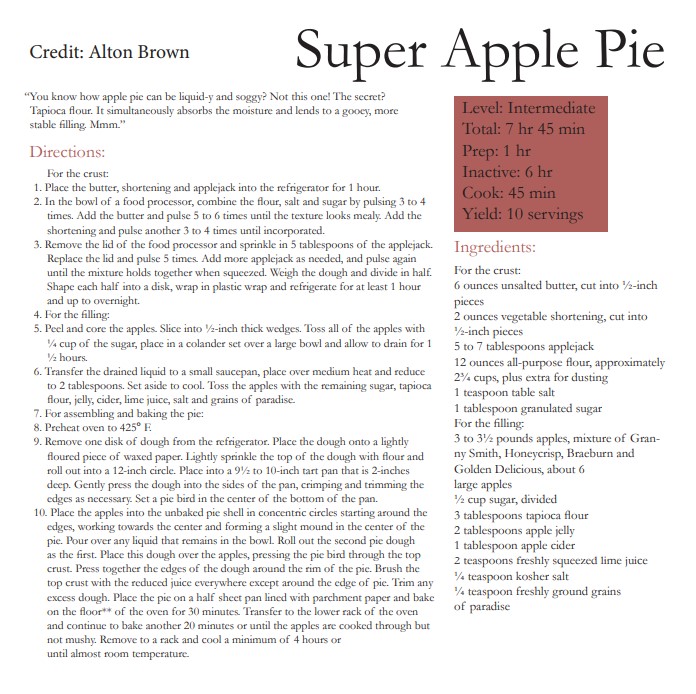 Credit: Alton Brown
Super Apple Pie
“You know how apple pie can be liquid-y and soggy? Not this one! The secret?
Tapioca flour. It simultaneously absorbs the moisture and lends to a gooey, more
stable filling. Mmm.”
Directions:
For the crust:
1. Place the butter, shortening and applejack into the refrigerator for 1 hour.
2. In the bowl of a food processor, combine the flour, salt and sugar by pulsing 3 to 4
times. Add the butter and pulse 5 to 6 times until the texture looks mealy. Add the
shortening and pulse another 3 to 4 times until incorporated.
3. Remove the lid of the food processor and sprinkle in 5 tablespoons of the applejack.
Replace the lid and pulse 5 times. Add more applejack as needed, and pulse again
until the mixture holds together when squeezed. Weigh the dough and divide in half.
Shape each half into a disk, wrap in plastic wrap and refrigerate for at least 1 hour
and up to overnight.
4. For the filling:
5. Peel and core the apples. Slice into ½-inch thick wedges. Toss all of the apples with
¼ cup of the sugar, place in a colander set over a large bowl and allow to drain for 1
½ hours.
6. Transfer the drained liquid to a small saucepan, place over medium heat and reduce
to 2 tablespoons. Set aside to cool. Toss the apples with the remaining sugar, tapioca
flour, jelly, cider, lime juice, salt and grains of paradise.
7. For assembling and baking the pie:
8. Preheat oven to 425° F.
9. Remove one disk of dough from the refrigerator. Place the dough onto a lightly
floured piece of waxed paper. Lightly sprinkle the top of the dough with flour and
roll out into a 12-inch circle. Place into a 9½ to 10-inch tart pan that is 2-inches
deep. Gently press the dough into the sides of the pan, crimping and trimming the
edges as necessary. Set a pie bird in the center of the bottom of the pan.
10. Place the apples into the unbaked pie shell in concentric circles starting around the
edges, working towards the center and forming a slight mound in the center of the
pie. Pour over any liquid that remains in the bowl. Roll out the second pie dough
as the first. Place this dough over the apples, pressing the pie bird through the top
crust. Press together the edges of the dough around the rim of the pie. Brush the
top crust with the reduced juice everywhere except around the edge of pie. Trim any
excess dough. Place the pie on a half sheet pan lined with parchment paper and bake
on the floor** of the oven for 30 minutes. Transfer to the lower rack of the oven
and continue to bake another 20 minutes or until the apples are cooked through but
not mushy. Remove to a rack and cool a minimum of 4 hours or
until almost room temperature.
Level: Intermediate
Total: 7 hr 45 min
Prep: 1 hr
Inactive: 6 hr
Cook: 45 min
Yield: 10 servings
Ingredients:
For the crust:
6 ounces unsalted butter, cut into ½-inch
pieces
2 ounces vegetable shortening, cut into
½-inch pieces
5 to 7 tablespoons applejack
12 ounces all-purpose flour, approximately
2¾ cups, plus extra for dusting
1 teaspoon table salt
1 tablespoon granulated sugar
For the filling:
3 to 3½ pounds apples, mixture of Gran-
ny Smith, Honeycrisp, Braeburn and
Golden Delicious, about 6
large apples
½ cup sugar, divided
3 tablespoons tapioca flour
2 tablespoons apple jelly
1 tablespoon apple cider
2 teaspoons freshly squeezed lime juice
¼ teaspoon kosher salt
¼ teaspoon freshly ground grains
of paradise